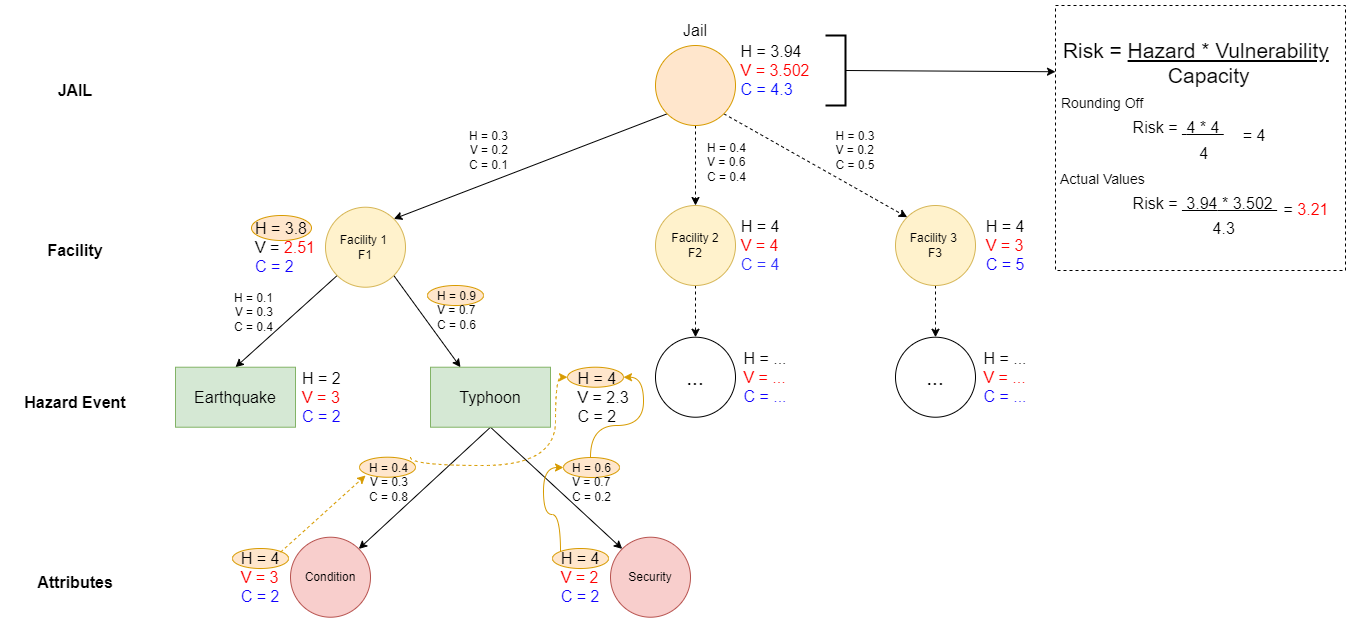 Jail
H = 3.94
V = 3.502
C = 4.3
JAIL
Risk = Hazard * Vulnerability
Capacity
Rounding Off
Risk = 4 * 4 = 4
4
Actual Values
Risk = 3.94 * 3.502 = 3.21
4.3
H = 0.3
V = 0.2
C = 0.1
H = 0.4
V = 0.6
C = 0.4
H = 0.3
V = 0.2
C = 0.5
Facility
H = 3.8
V = 2.51
C = 2
Facility 1
F1
Facility 2
F2
H = 4
V = 4
C = 4
Facility 3
F3
H = 4
V = 3
C = 5
H = 0.1
V = 0.3
C = 0.4
H = 0.9
V = 0.7
C = 0.6
Hazard Event
Earthquake
H = 2
V = 3
C = 2
Typhoon
H = 4
V = 2.3
C = 2
...
H = ...
V = ...
C = ...
...
H = ...
V = ...
C = ...
H = 0.4
V = 0.3
C = 0.8
H = 0.6
V = 0.7
C = 0.2
Attributes
H = 4
V = 3
C = 2
Condition
H = 4
V = 2
C = 2
Security